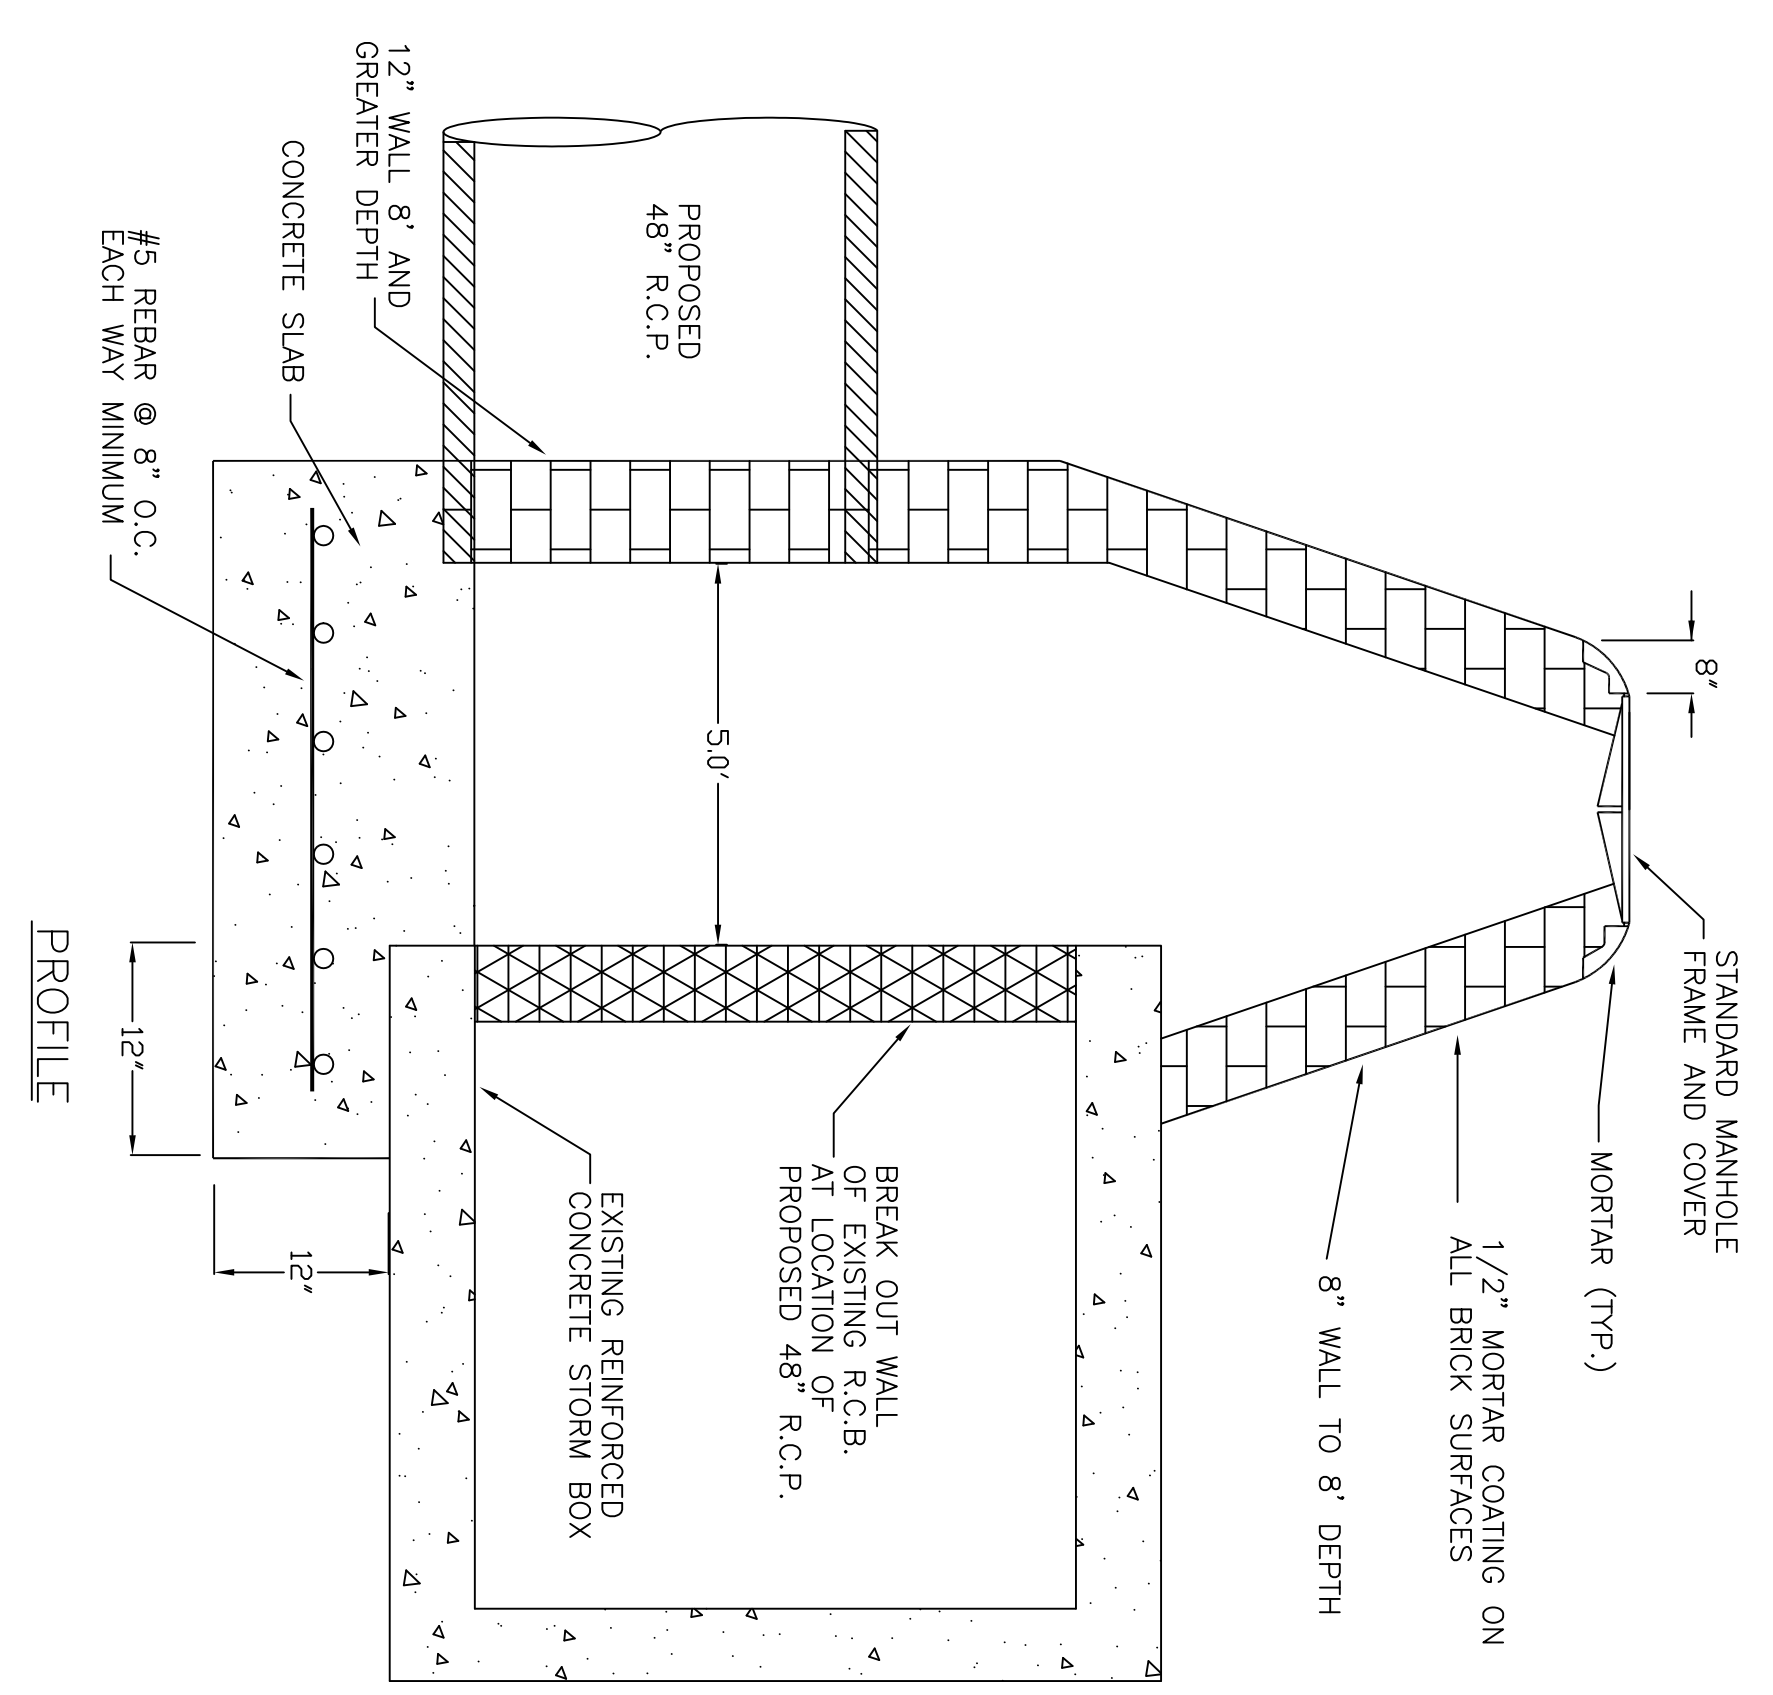 8"
STANDARD MANHOLE
FRAME AND COVER
MORTAR (TYP.)
1/2" MORTAR COATING ON
ALL BRICK SURFACES
8" WALL TO 8' DEPTH
BREAK OUT WALL
OF EXISTING R.C.B.
AT LOCATION OF
PROPOSED 48" R.C.P.
5.0'
PROPOSED
48" R.C.P.
EXISTING REINFORCED
CONCRETE STORM BOX
12" WALL 8' AND
GREATER DEPTH
CONCRETE SLAB
12"
#5 REBAR @ 8" O.C.
EACH WAY MINIMUM
12"
PROFILE